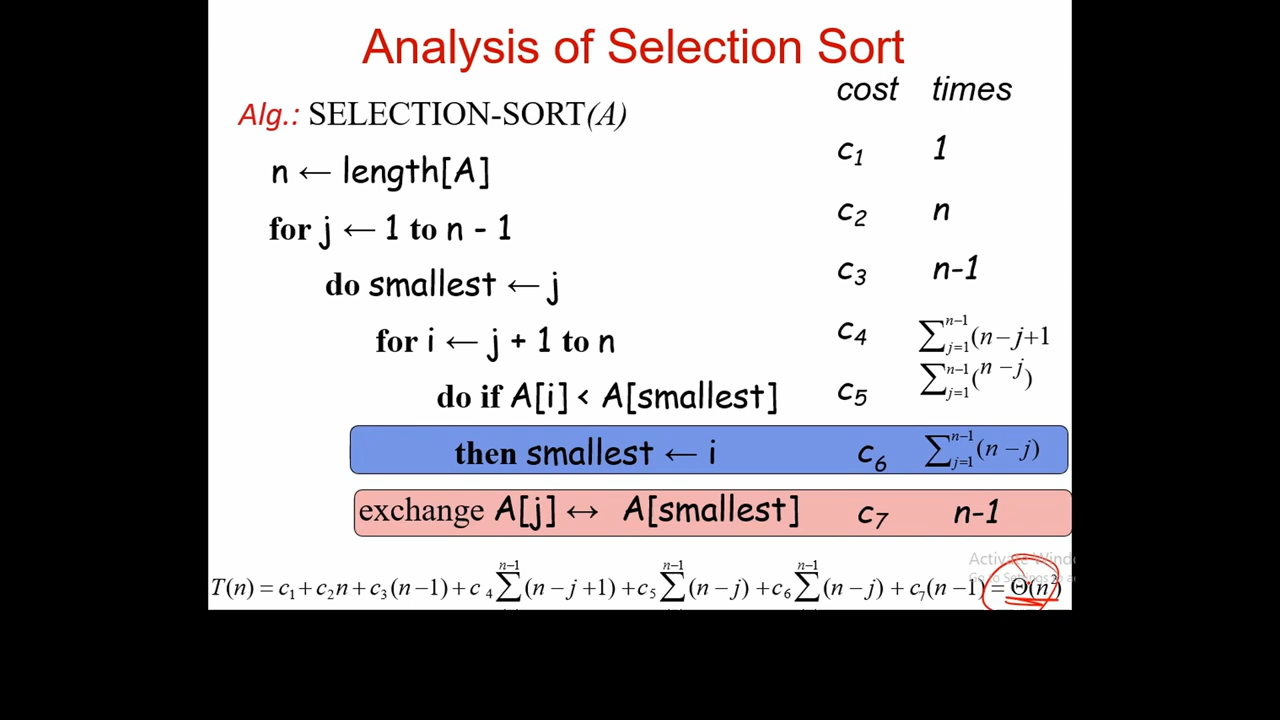 Analysis of Selection Sort
cost times
Alg.: SELECTION-SORT(A)
c₁ 1
n ← length[A]
c₂ n
for j ← 1 to n - 1
c₃ n-1
do smallest ← j
for i ← j + 1 to n c₄ ∑ⁿ⁻¹ⱼ₌₁(n−j+1
do if A[i] < A[smallest] c₅ ∑ⁿ⁻¹ⱼ₌₁(n −j)
then smallest ← i c₆ ∑ⁿ⁻¹ⱼ₌₁(n −j)
exchange A[j] ↔ A[smallest] c₇ n-1
Activate Wind
T(n) = c₁+c₂n+c₃(n−1)+c₄∑ⁿ⁻¹(n−j+1)+c₅∑ⁿ⁻¹(n−j)+c₆∑ⁿ⁻¹(n−j)+c₇(n−1)=Θ(n²)